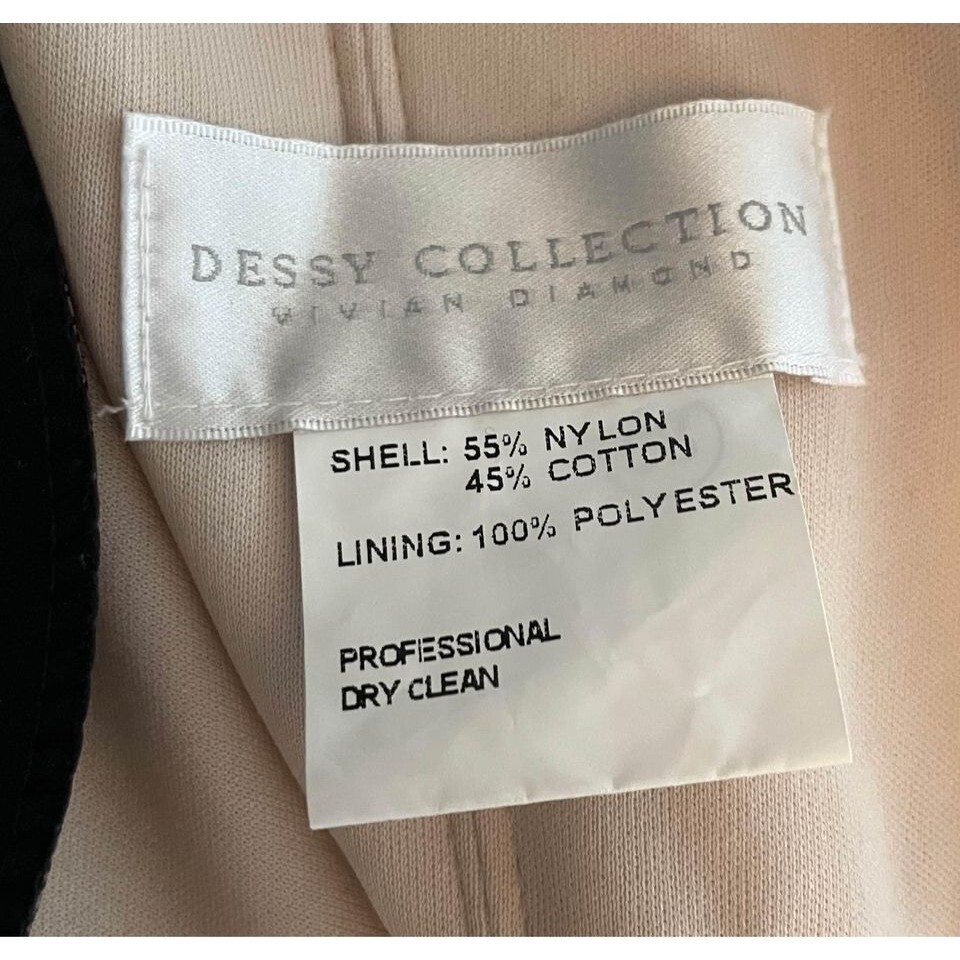 DESSY COLLECTION
VIVIAN DIAMOND
SHELL: 55% NYLON
45% COTTON
LINING: 100% POLYESTER
PROFESSIONAL
DRY CLEAN